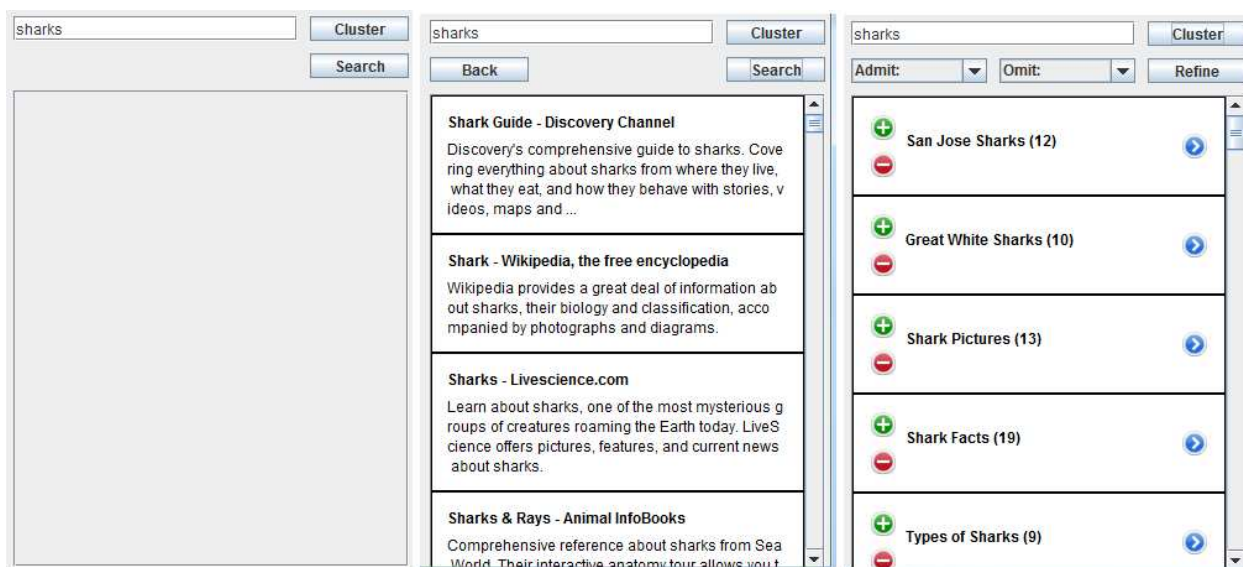 sharks
Cluster
Search
sharks
Cluster
Back
Search
Shark Guide - Discovery Channel
Discovery's comprehensive guide to sharks. Cove
ring everything about sharks from where they live,
what they eat, and how they behave with stories, v
ideos, maps and ...
Shark - Wikipedia, the free encyclopedia
Wikipedia provides a great deal of information ab
out sharks, their biology and classification, acco
mpanied by photographs and diagrams.
Sharks - Livescience.com
Learn about sharks, one of the most mysterious g
roups of creatures roaming the Earth today. LiveS
cience offers pictures, features, and current news
about sharks.
Sharks & Rays - Animal InfoBooks
Comprehensive reference about sharks from Sea
World. Their interactive anatomy tour allows you t
sharks
Cluster
Admit:
Omit:
Refine
San Jose Sharks (12)
Great White Sharks (10)
Shark Pictures (13)
Shark Facts (19)
Types of Sharks (9)